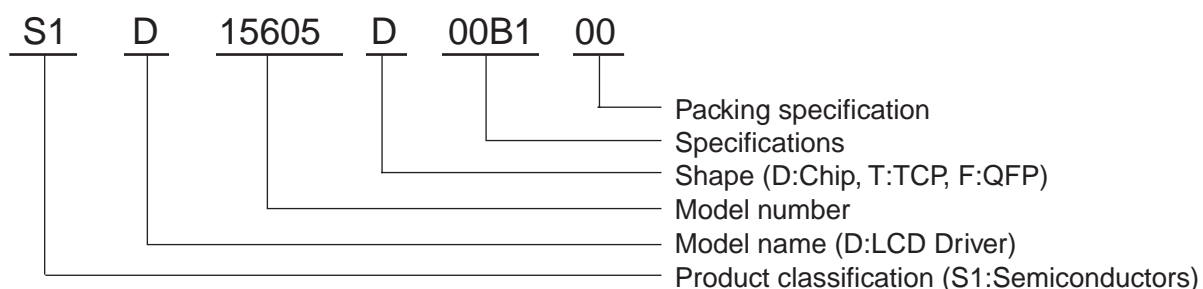 S1 D 15605 D 00B1 00
Packing specification
Specifications
Shape (D:Chip, T:TCP, F:QFP)
Model number
Model name (D:LCD Driver)
Product classification (S1:Semiconductors)